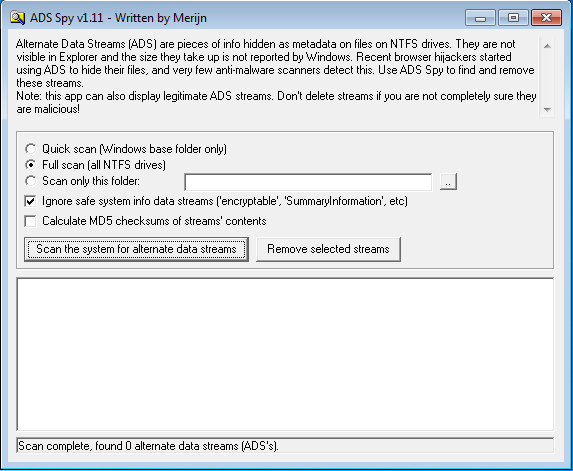 ADS Spy v1.11 - Written by Merijn
Alternate Data Streams (ADS) are pieces of info hidden as metadata on files on NTFS drives. They are not
visible in Explorer and the size they take up is not reported by Windows. Recent browser hijackers started
using ADS to hide their files, and very few anti-malware scanners detect this. Use ADS Spy to find and remove
these streams.
Note: this app can also display legitimate ADS streams. Don't delete streams if you are not completely sure they
are malicious!
Quick scan (Windows base folder only)
Full scan (all NTFS drives)
Scan only this folder:
..
Ignore safe system info data streams ('encryptable', 'SummaryInformation', etc)
Calculate MD5 checksums of streams' contents
Scan the system for alternate data streams
Remove selected streams
Scan complete, found 0 alternate data streams (ADS's).